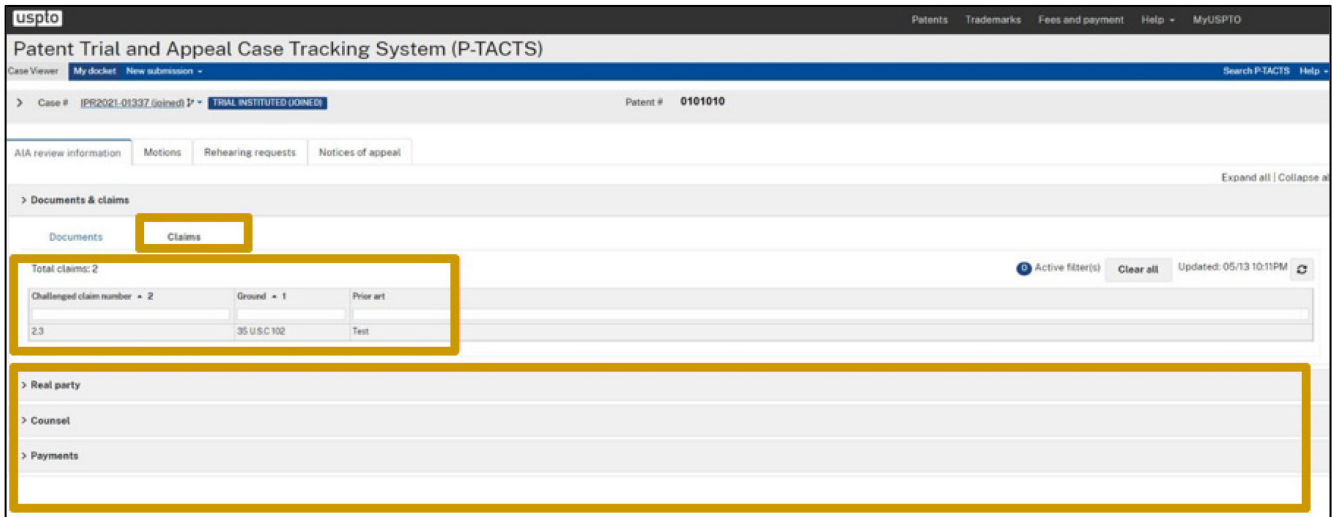 uspto Patents Trademarks Fees and payment Help MyUSPTO
Patent Trial and Appeal Case Tracking System (P-TACTS)
Case Viewer My docket New submission Search P-TACTS Help
> Case # IPR2021-01337 (joined) TRIAL INSTITUTED (JOINED) Patent # 0101010
AIA review information Motions Rehearing requests Notices of appeal
Expand all | Collapse al
> Documents & claims
Documents Claims
Total claims: 2 0 Active filter(s) Clear all Updated: 05/13 10:11PM
Challenged claim number 2 Ground 1 Prior art
2.3 35 U.S.C 102 Test
> Real party
> Counsel
> Payments